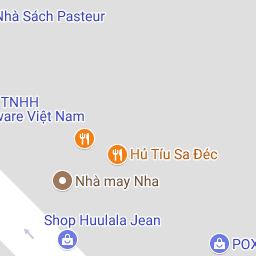 Nhà Sách Pasteur
TNHH
ware Việt Nam
Hủ Tíu Sa Đéc
Nhà may Nha
Shop Huulala Jean
POX